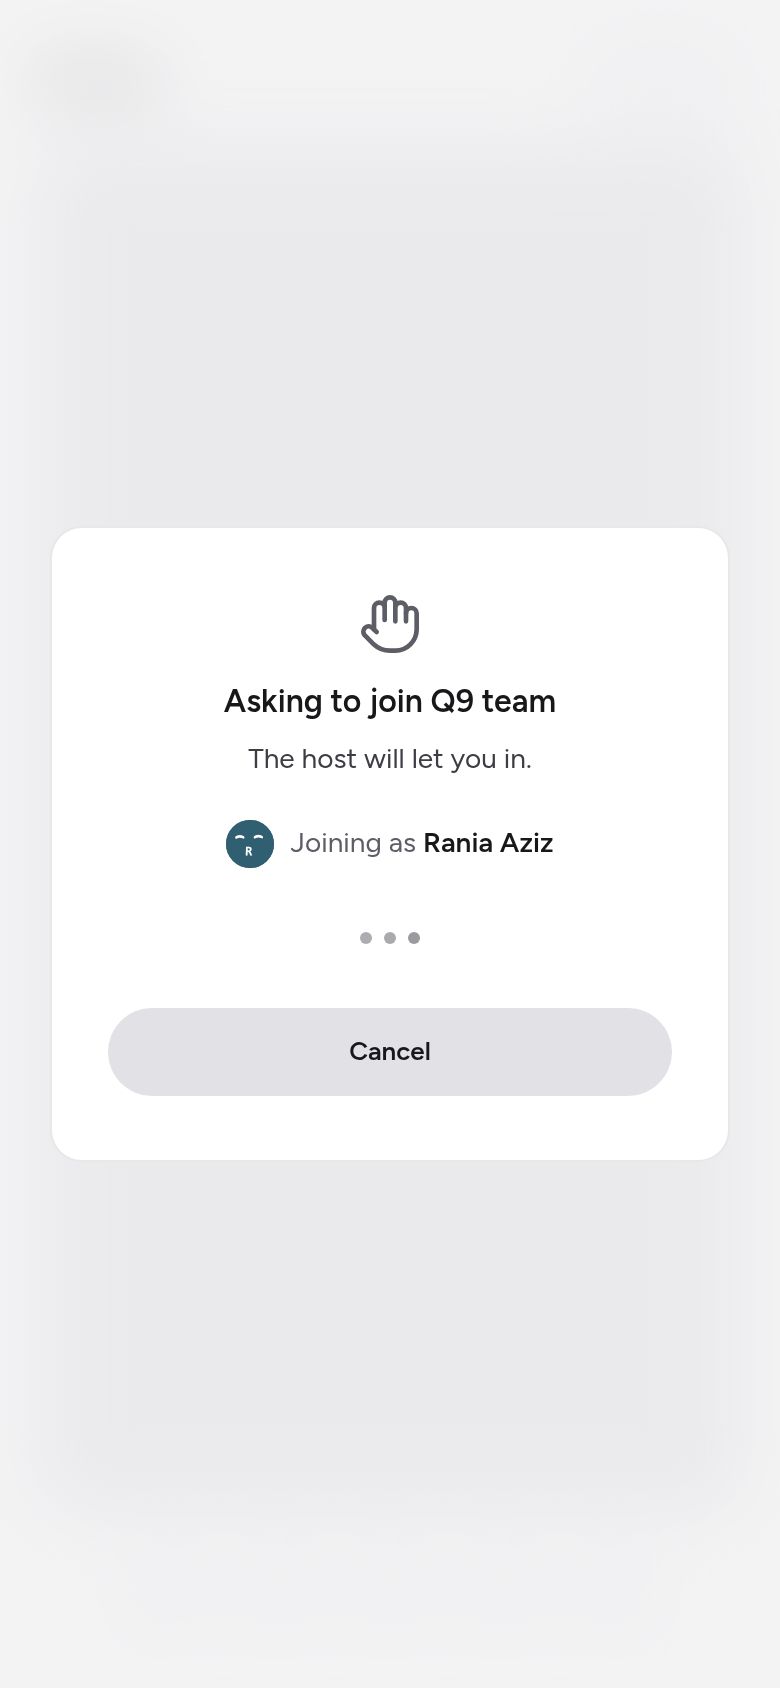 Asking to join Q9 team
The host will let you in.
R
Joining as Rania Aziz
Cancel